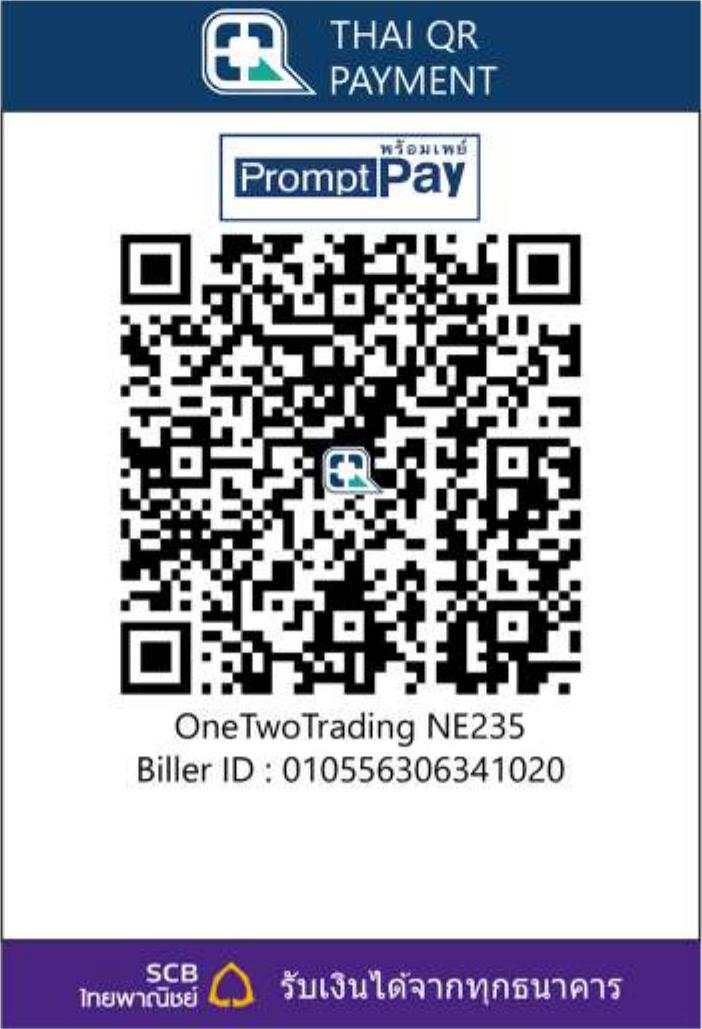 THAI QR
PAYMENT
พร้อมเพย์
PromptPay
OneTwoTrading NE235
Biller ID : 010556306341020
SCB
ไทยพาณิชย์
รับเงินได้จากทุกธนาคาร